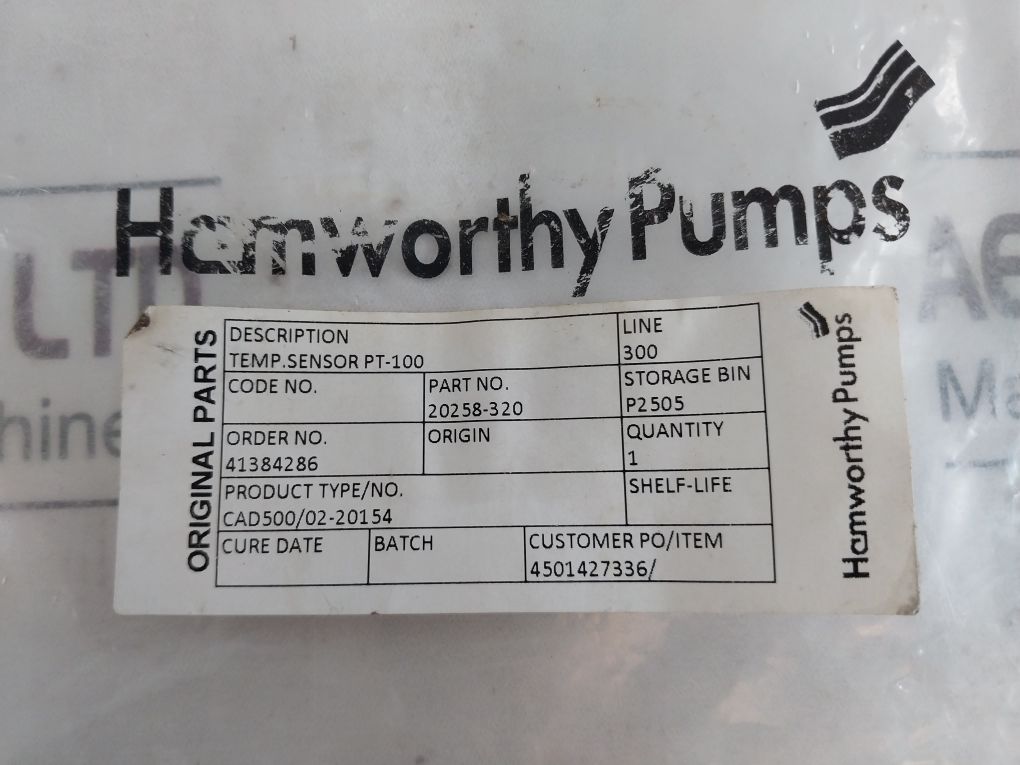 Hamworthy Pumps
LTD
Ma
ORIGINAL PARTS
DESCRIPTION
TEMP.SENSOR PT-100
LINE
300
CODE NO.
PART NO.
20258-320
STORAGE BIN
P2505
ORDER NO.
41384286
ORIGIN
QUANTITY
1
PRODUCT TYPE/NO.
CAD500/02-20154
SHELF-LIFE
CURE DATE
BATCH
CUSTOMER PO/ITEM
4501427336/
Hamworthy Pumps